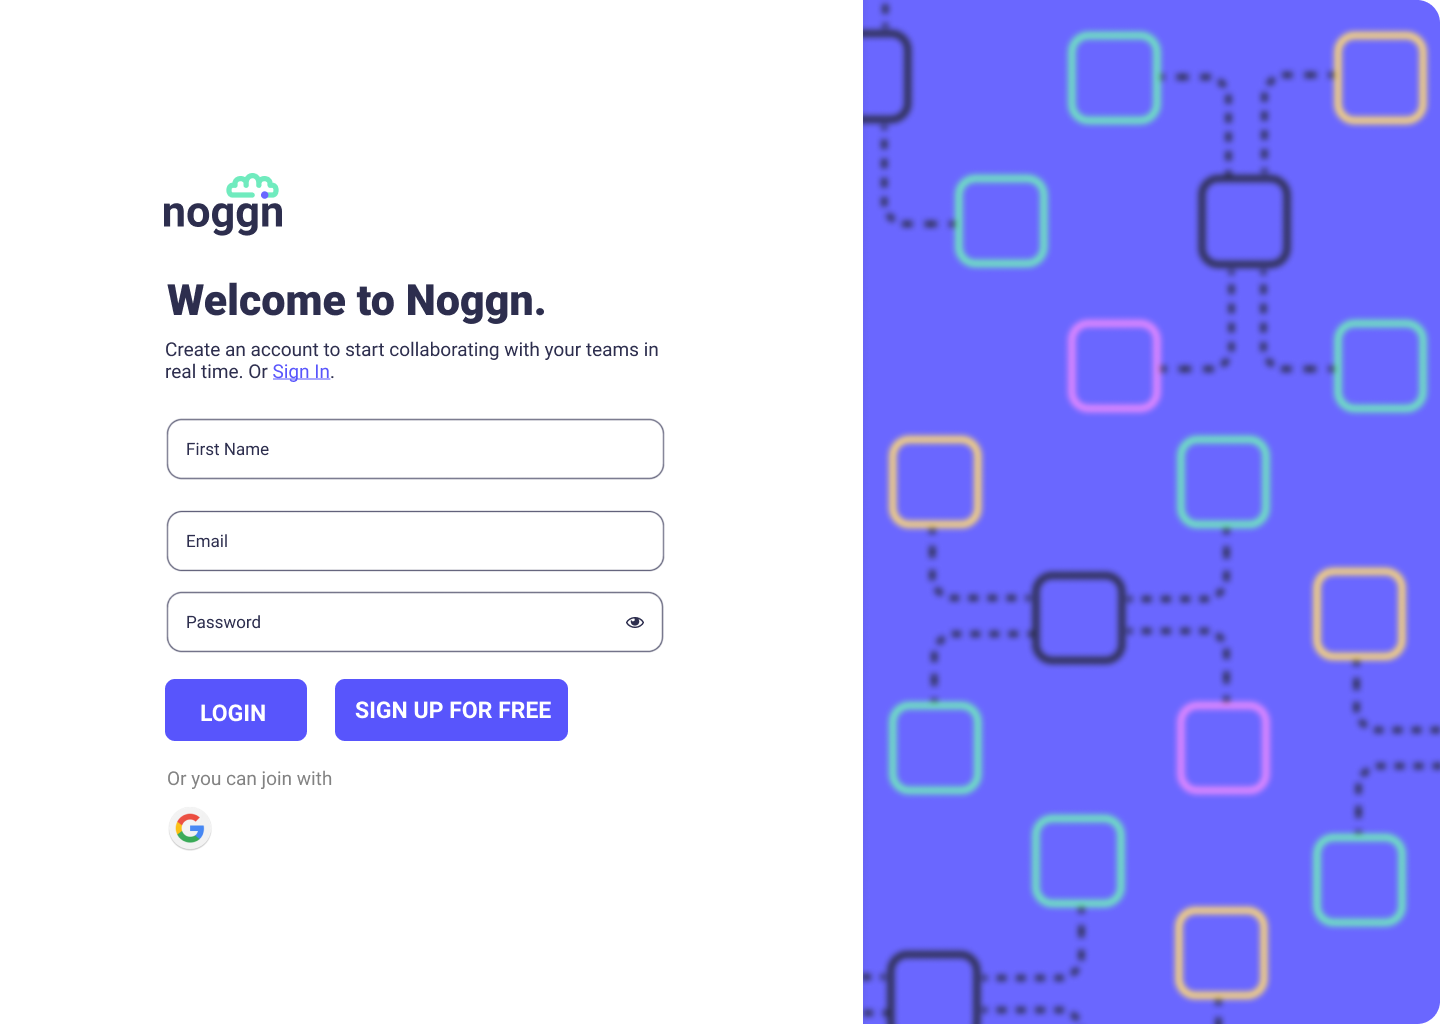 noggn
Welcome to Noggn.
Create an account to start collaborating with your teams in
real time. Or Sign In.
First Name
Email
Password
LOGIN
SIGN UP FOR FREE
Or you can join with
G